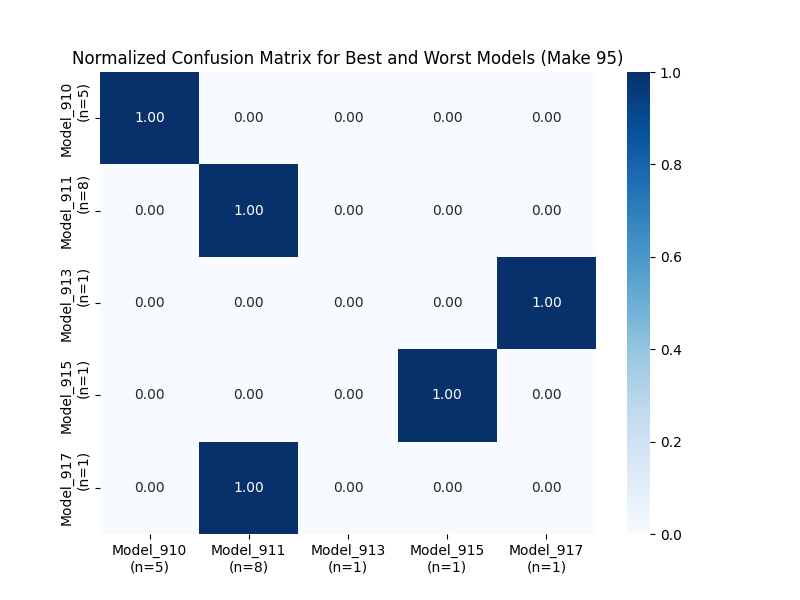 Normalized Confusion Matrix for Best and Worst Models (Make 95)
Model_910
(n=5)
1.00 0.00 0.00 0.00 0.00
Model_911
(n=8)
0.00 1.00 0.00 0.00 0.00
Model_913
(n=1)
0.00 0.00 0.00 0.00 1.00
Model_915
(n=1)
0.00 0.00 0.00 1.00 0.00
Model_917
(n=1)
0.00 1.00 0.00 0.00 0.00
Model_910 Model_911 Model_913 Model_915 Model_917
(n=5) (n=8) (n=1) (n=1) (n=1)
1.0
0.8
0.6
0.4
0.2
0.0